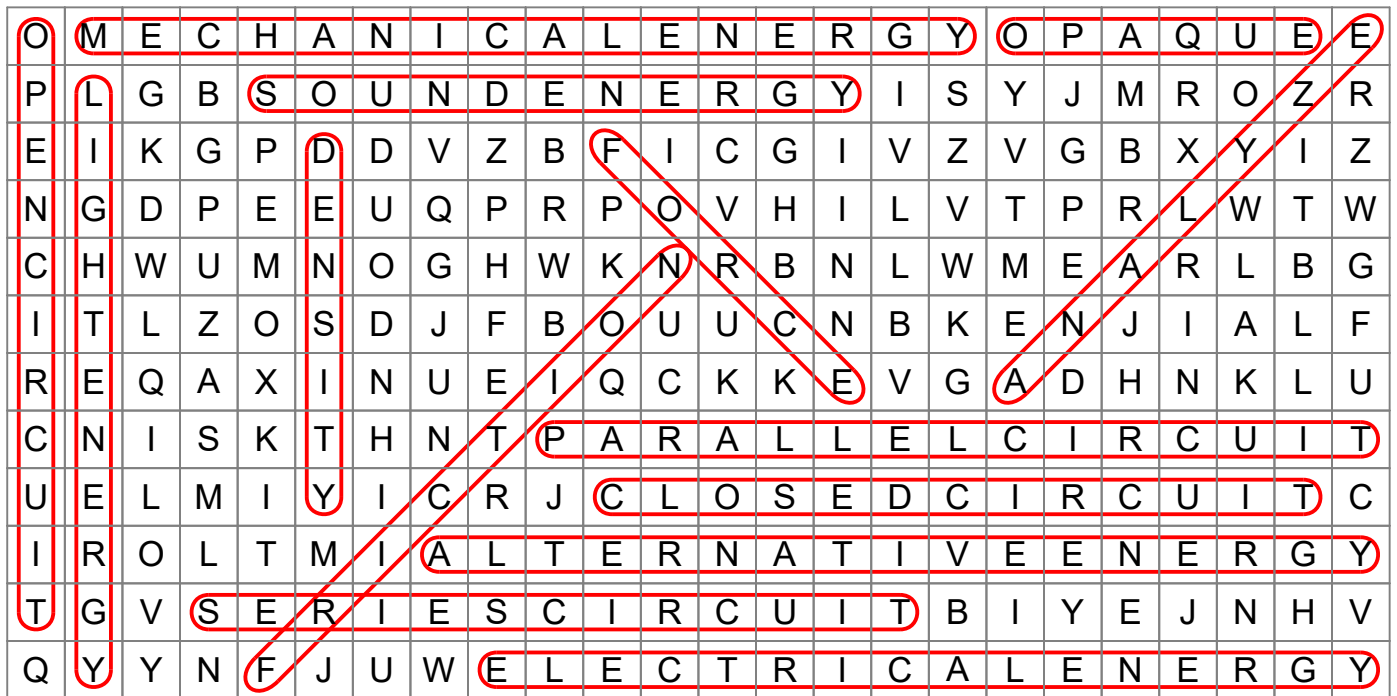 O M E C H A N I C A L E N E R G Y O P A Q U E E
P L G B S O U N D E N E R G Y I S Y J M R O Z R
E I K G P D D V Z B F I C G I V Z V G B X Y I Z
N G D P E E U Q P R P O V H I L V T P R L W T W
C H W U M N O G H W K N R B N L W M E A R L B G
I T L Z O S D J F B O U U C N B K E N J I A L F
R E Q A X I N U E I Q C K K E V G A D H N K L U
C N I S K T H N T P A R A L L E L C I R C U I T
U E L M I Y I C R J C L O S E D C I R C U I T C
I R O L T M I A L T E R N A T I V E E N E R G Y
T G V S E R I E S C I R C U I T B I Y E J N H V
Q Y Y N F J U W E L E C T R I C A L E N E R G Y